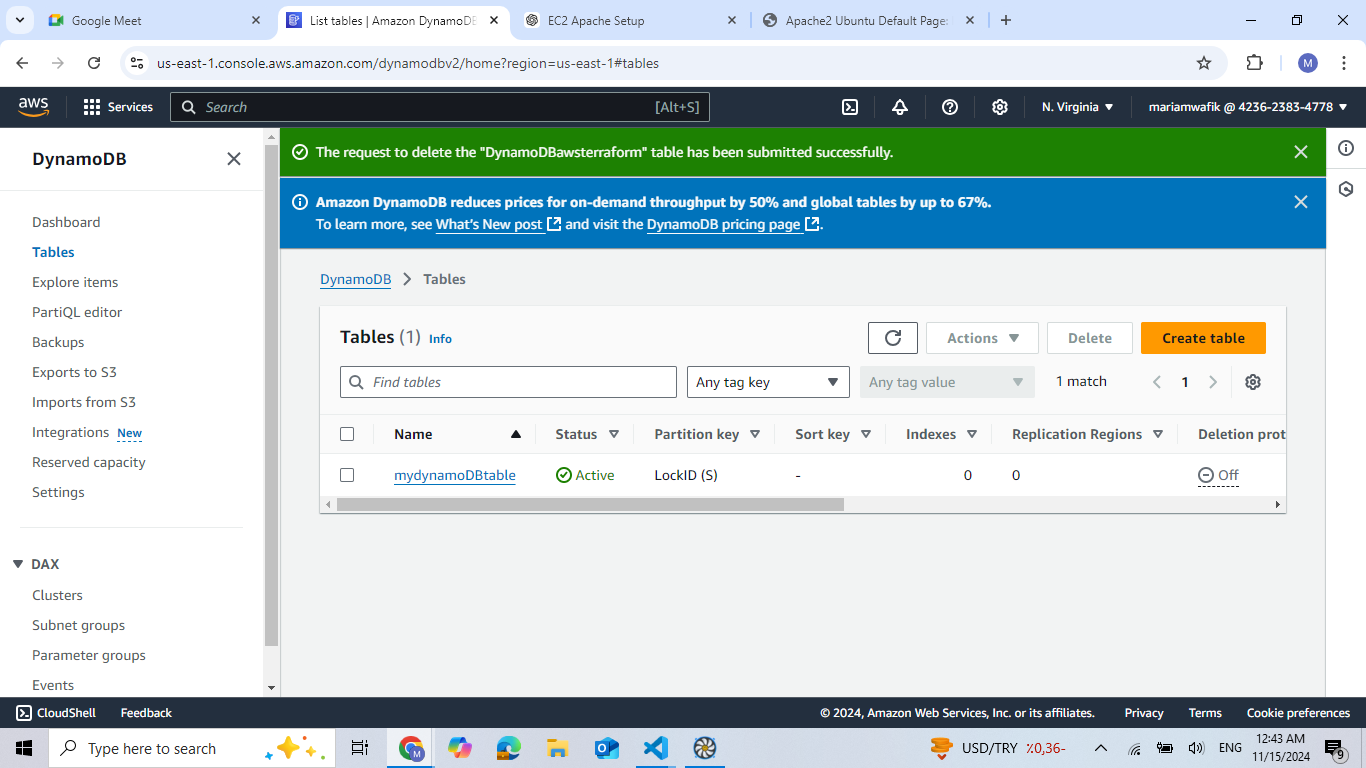 Google Meet
List tables | Amazon DynamoDB
EC2 Apache Setup
Apache2 Ubuntu Default Page:
us-east-1.console.aws.amazon.com/dynamodbv2/home?region=us-east-1#tables
M
aws
Services
Search
[Alt+S]
N. Virginia
mariamwafik @ 4236-2383-4778
DynamoDB
Dashboard
Tables
Explore items
PartiQL editor
Backups
Exports to S3
Imports from S3
Integrations New
Reserved capacity
Settings
DAX
Clusters
Subnet groups
Parameter groups
Events
The request to delete the "DynamoDBawsterraform" table has been submitted successfully.
Amazon DynamoDB reduces prices for on-demand throughput by 50% and global tables by up to 67%.
To learn more, see What's New post and visit the DynamoDB pricing page.
DynamoDB Tables
Tables (1) Info
Actions
Delete
Create table
Find tables
Any tag key
Any tag value
1 match
1
Name Status Partition key Sort key Indexes Replication Regions Deletion prot
mydynamoDBtable Active LockID (S) - 0 0 Off
CloudShell Feedback
© 2024, Amazon Web Services, Inc. or its affiliates. Privacy Terms Cookie preferences
Type here to search
M
USD/TRY ٪0,36-
ENG
12:43 AM
11/15/2024
9